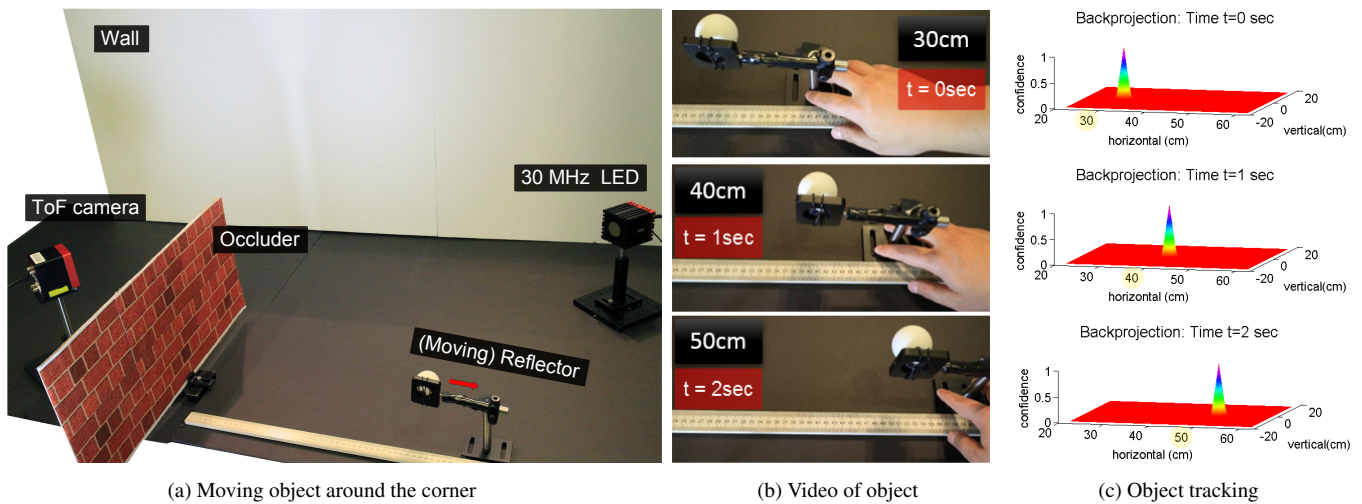 Wall
30 MHz LED
ToF camera
Occluder
(Moving) Reflector
(a) Moving object around the corner
30cm
t = 0sec
40cm
t = 1sec
50cm
t = 2sec
(b) Video of object
Backprojection: Time t=0 sec
1
0.5
0
confidence
20 30 40 50 60
horizontal (cm)
-20 0 20
vertical(cm)
Backprojection: Time t=1 sec
1
0.5
0
confidence
20 30 40 50 60
horizontal (cm)
-20 0 20
vertical(cm)
Backprojection: Time t=2 sec
1
0.5
0
confidence
20 30 40 50 60
horizontal (cm)
-20 0 20
vertical(cm)
(c) Object tracking